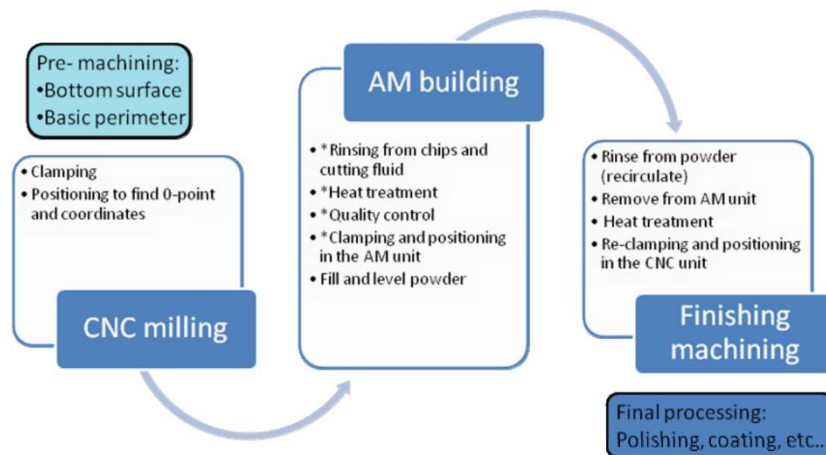 Pre- machining:
•Bottom surface
•Basic perimeter
• Clamping
• Positioning to find 0-point
and coordinates
CNC milling
AM building
• *Rinsing from chips and
cutting fluid
• *Heat treatment
• *Quality control
• *Clamping and positioning
in the AM unit
• Fill and level powder
• Rinse from powder
(recirculate)
• Remove from AM unit
• Heat treatment
• Re-clamping and positioning
in the CNC unit
Finishing
machining
Final processing:
Polishing, coating, etc..